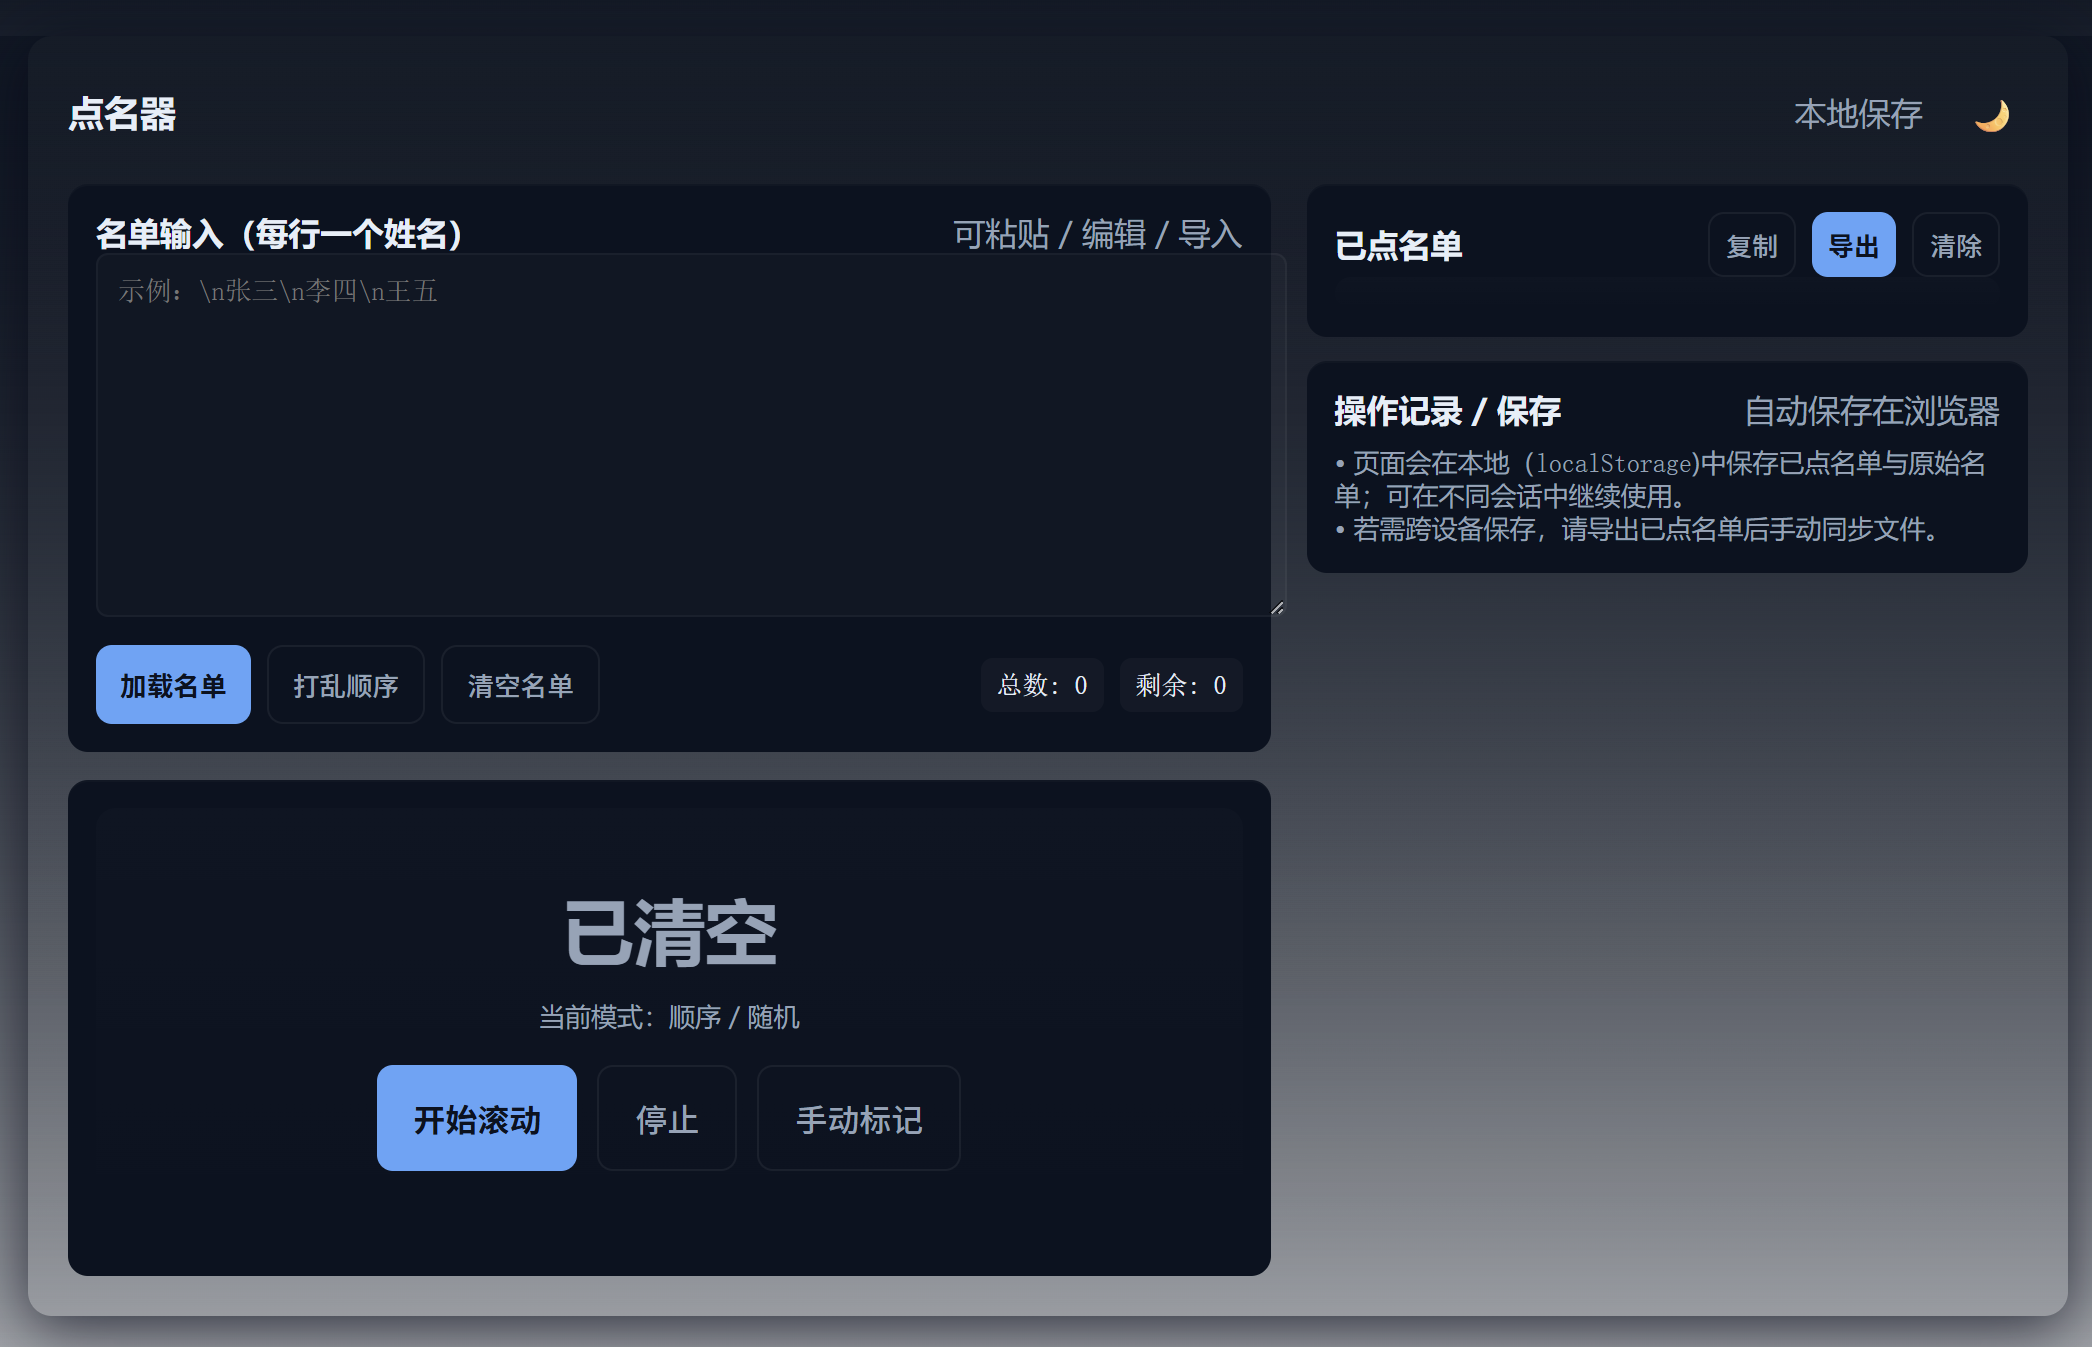 点名器
本地保存
名单输入（每行一个姓名）
可粘贴 / 编辑 / 导入
示例：\n张三\n李四\n王五
加载名单
打乱顺序
清空名单
总数：0
剩余：0
已清空
当前模式：顺序 / 随机
开始滚动
停止
手动标记
已点名单
复制
导出
清除
操作记录 / 保存
自动保存在浏览器
• 页面会在本地（localStorage)中保存已点名单与原始名
单；可在不同会话中继续使用。
• 若需跨设备保存，请导出已点名单后手动同步文件。